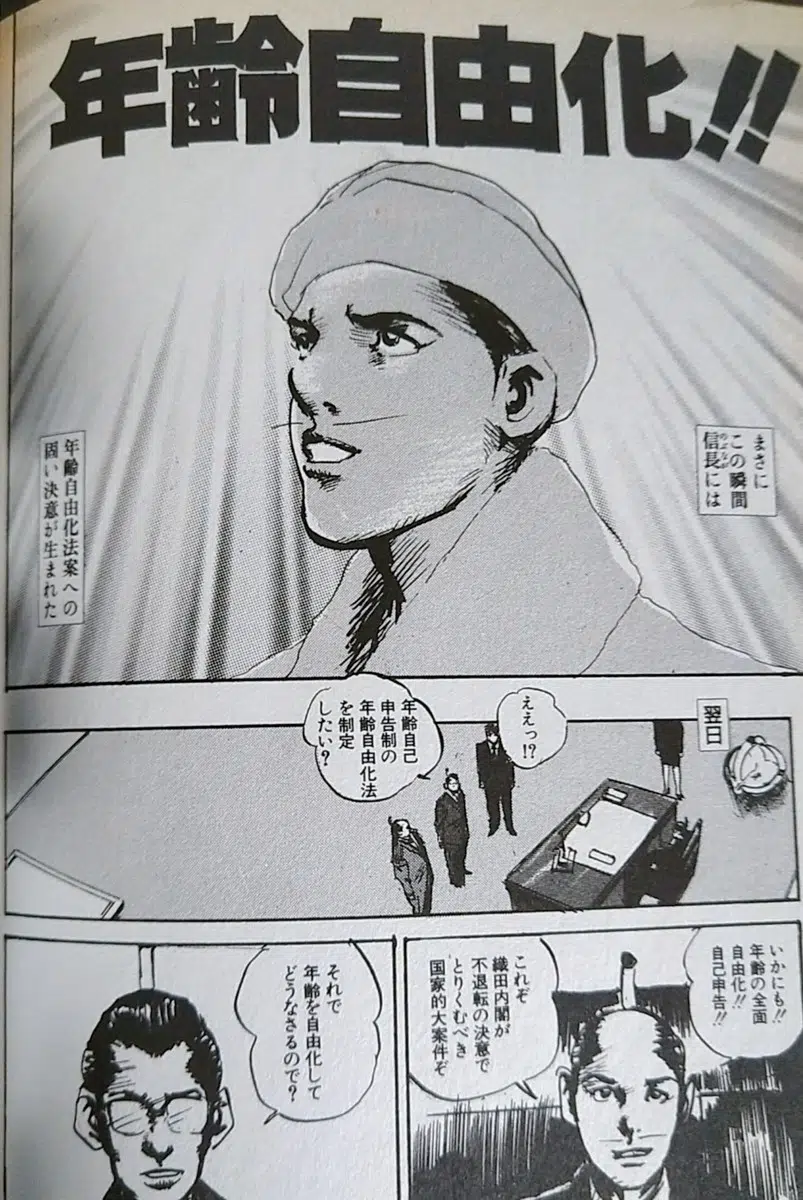 年齢自由化!!
まさに
この瞬間
信長には
のぶなが
年齢自由化法案への
固い決意が生まれた
翌日
ええっ!?
年齢自己
申告制の
年齢自由化法
を制定
したい?
いかにも!!
年齢の全面
自由化!!
自己申告!!
これぞ
織田内閣が
不退転の決意で
とりくむべき
国家的大案件ぞ
それで
年齢を自由化して
どうなさるので?